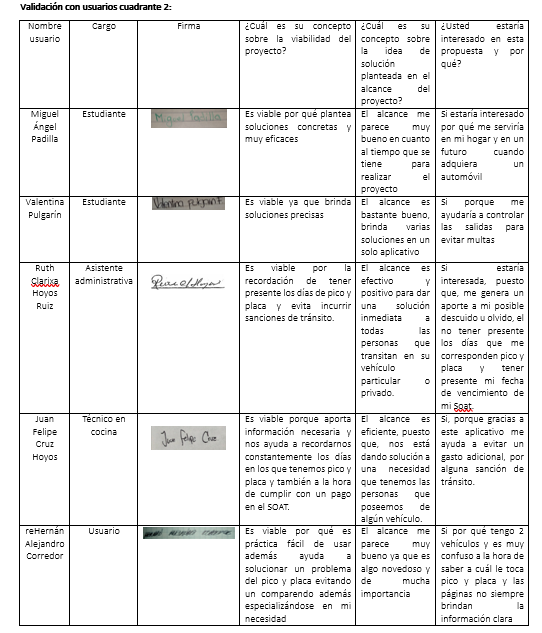 Validación con usuarios cuadrante 2:
Nombre usuario
Cargo
Firma
¿Cuál es su concepto sobre la viabilidad del proyecto?
¿Cuál es su concepto sobre la idea de solución planteada en el alcance del proyecto?
¿Usted estaría interesado en esta propuesta y por qué?
Miguel
Ángel
Padilla
Estudiante
Miguel Padilla
Es viable por qué plantea
soluciones concretas y
muy eficaces
El alcance me
parece muy
bueno en cuanto
al tiempo que se
tiene para
realizar el
proyecto
Si estaría interesado
por qué me serviría
en mi hogar y en un
futuro cuando
adquiera un
automóvil
Valentina
Pulgarín
Estudiante
Valentina pulgarin
Es viable ya que brinda
soluciones precisas
El alcance es
bastante bueno,
brinda varias
soluciones en un
solo aplicativo
Si porque me
ayudaría a controlar
las salidas para
evitar multas
Ruth
Clarixa
Hoyos
Ruiz
Asistente
administrativa
Es viable por la
recordación de tener
presente los días de pico y
placa y evita incurrir
sanciones de tránsito.
El alcance es
efectivo y
positivo para dar
una solución
inmediata a
todas las
personas que
transitan en su
vehículo
particular o
privado.
Si estaría
interesada, puesto
que, me genera un
aporte a mi posible
descuido u olvido, el
no tener presente
los días que me
corresponden pico y
placa y tener
presente mi fecha
de vencimiento de
mi Soat.
Juan
Felipe
Cruz
Hoyos
Técnico en
cocina
Juan Felipe Cruz
Es viable porque aporta
información necesaria y
nos ayuda a recordarnos
constantemente los días
en los que tenemos pico y
placa y también a la hora
de cumplir con un pago
en el SOAT.
El alcance es
eficiente, puesto
que, nos está
dando solución a
una necesidad
que tenemos las
personas que
poseemos de
algún vehículo.
Si, porque gracias a
este aplicativo me
ayuda a evitar un
gasto adicional, por
alguna sanción de
tránsito.
reHernán
Alejandro
Corredor
Usuario
Es viable por qué es
práctica fácil de usar
además ayuda a
solucionar un problema
del pico y placa evitando
un comparendo además
especializándose en mi
necesidad
El alcance me
parece muy
bueno ya que es
algo novedoso y
de mucha
importancia
Si por qué tengo 2
vehículos y es muy
confuso a la hora de
saber a cuál le toca
pico y placa y las
páginas no siempre
brindan la
información clara